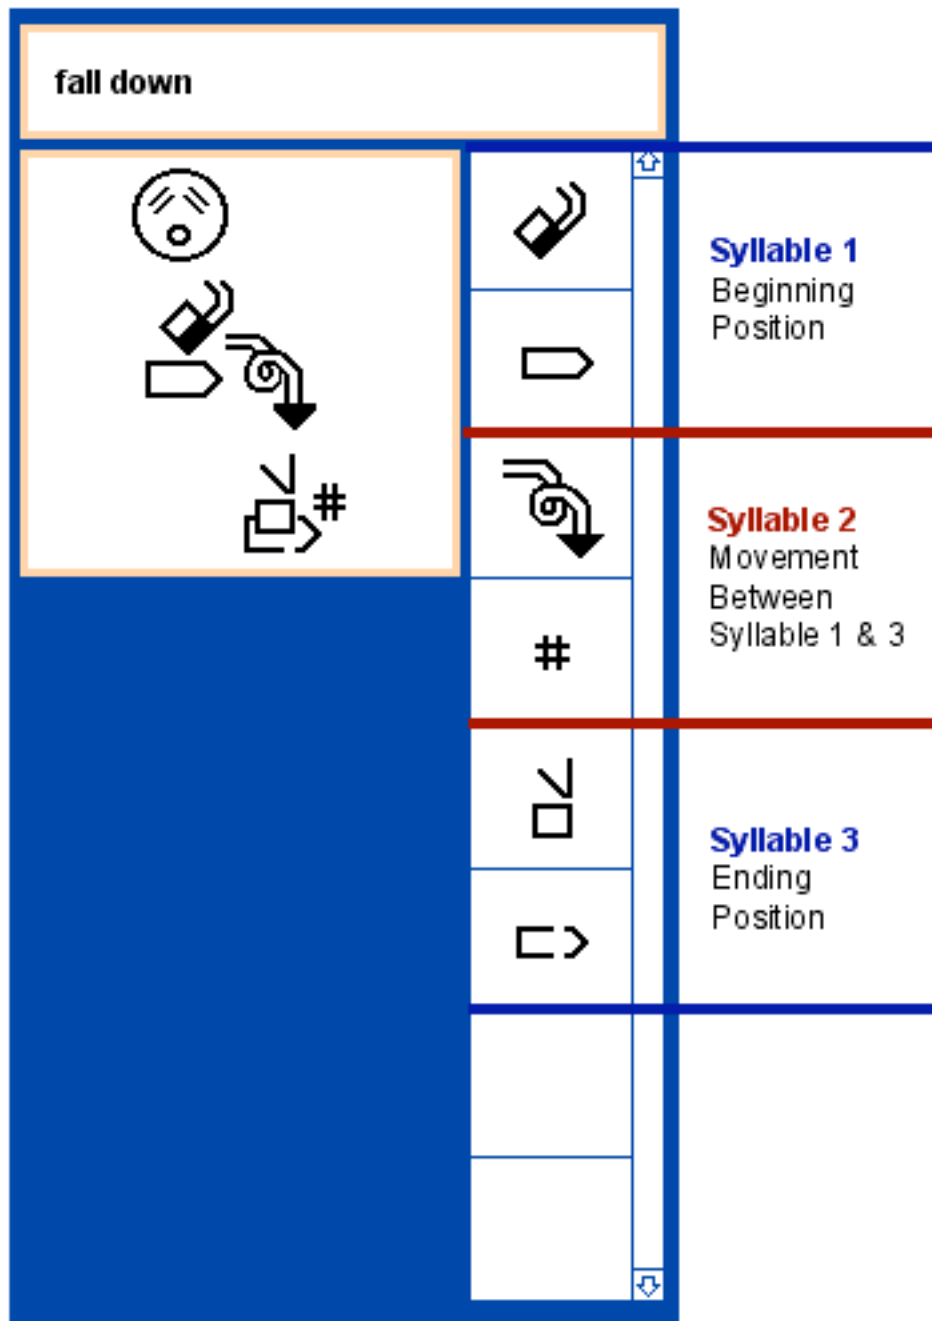 fall down
Syllable 1
Beginning
Position
Syllable 2
Movement
Between
Syllable 1 & 3
#
#
Syllable 3
Ending
Position